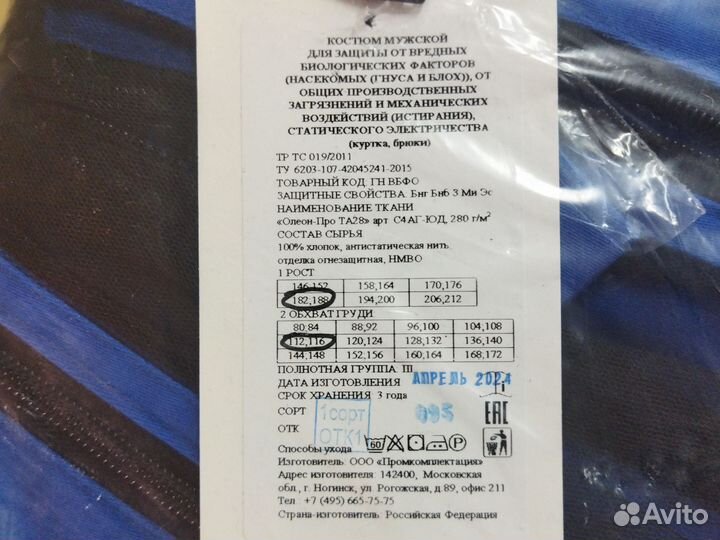 КОСТЮМ МУЖСКОЙ
ДЛЯ ЗАЩИТЫ ОТ ВРЕДНЫХ
БИОЛОГИЧЕСКИХ ФАКТОРОВ
(НАСЕКОМЫХ (ГНУСА И БЛОХ)), ОТ
ОБЩИХ ПРОИЗВОДСТВЕННЫХ
ЗАГРЯЗНЕНИЙ И МЕХАНИЧЕСКИХ
ВОЗДЕЙСТВИЙ (ИСТИРАНИЯ),
СТАТИЧЕСКОГО ЭЛЕКТРИЧЕСТВА
(куртка, брюки)
ТР ТС 019/2011
ТУ 6203-107-42045241-2015
ТОВАРНЫЙ КОД ГН ВБФО
ЗАЩИТНЫЕ СВОЙСТВА. Бнг Бнб З Ми Эс
НАИМЕНОВАНИЕ ТКАНИ
«Олеон-Про ТА28» арт С4АГ-ЮД, 280 г/м²
СОСТАВ СЫРЬЯ
100% хлопок, антистатическая нить
отделка огнезащитная, НМВО
1 РОСТ
146,152 158,164 170,176
182,188 194,200 206,212
2 ОБХВАТ ГРУДИ
80,84 88,92 96,100 104,108
112,116 120,124 128,132 136,140
144,148 152,156 160,164 168,172
ПОЛНОТНАЯ ГРУППА III
ДАТА ИЗГОТОВЛЕНИЯ АПРЕЛЬ 2024
СРОК ХРАНЕНИЯ 3 года
СОРТ 1 сорт
ОТК ОТК1
EAC
60 P
Способы ухода
Изготовитель: ООО «Промкомплектация»
Адрес изготовителя: 142400, Московская
обл., г. Ногинск, ул. Рогожская, д.89, офис 211
Тел.: +7 (495) 665-75-75
Страна-изготовитель Российская Федерация
Avito